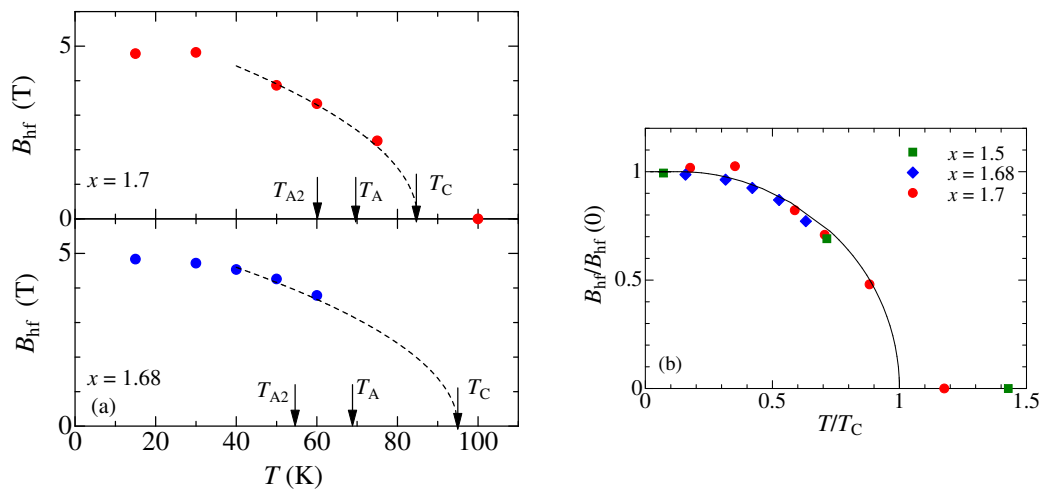 5
B_hf (T)
x = 1.7
T_A2 T_A T_C
0
5
B_hf (T)
x = 1.68
T_A2 T_A T_C
(a)
0
0 20 40 60 80 100
T (K)
1
x = 1.5
x = 1.68
x = 1.7
B_hf/B_hf (0)
0.5
(b)
0
0 0.5 1 1.5
T/T_C